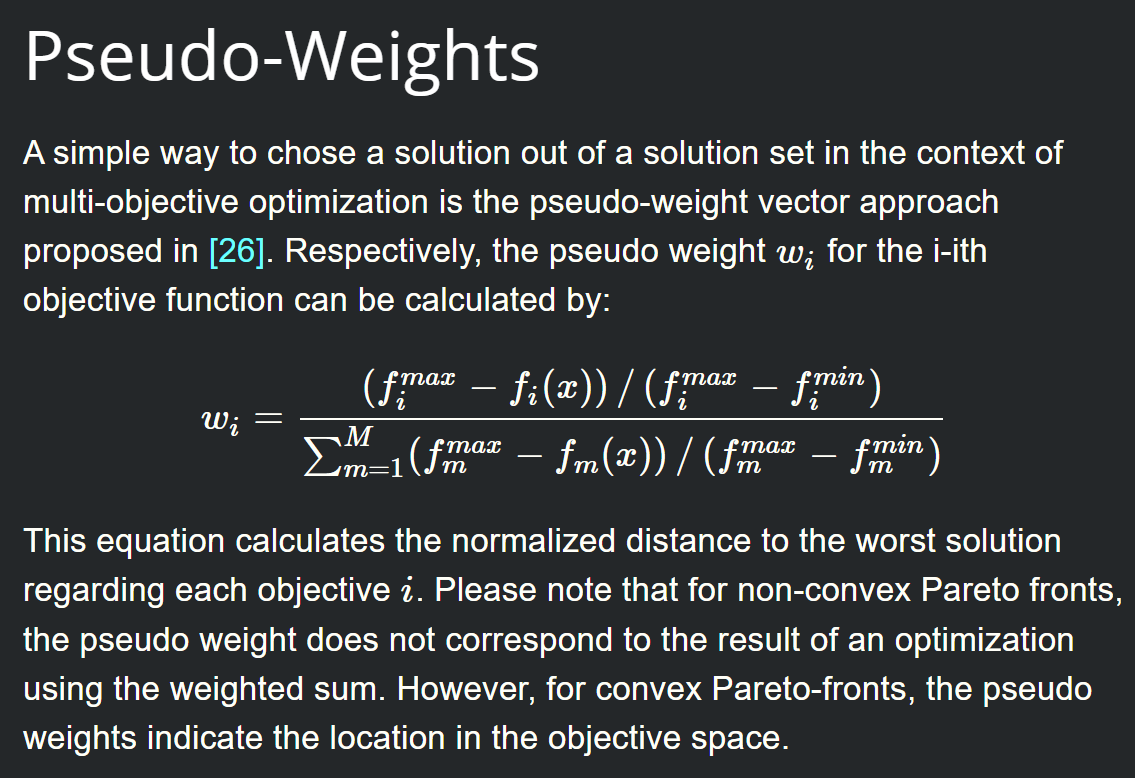 Pseudo-Weights
A simple way to chose a solution out of a solution set in the context of
multi-objective optimization is the pseudo-weight vector approach
proposed in [26]. Respectively, the pseudo weight $w_i$ for the i-ith
objective function can be calculated by:
$w_i = \frac{(f_i^{max} - f_i(x)) / (f_i^{max} - f_i^{min})}{\sum_{m=1}^{M} (f_m^{max} - f_m(x)) / (f_m^{max} - f_m^{min})}$
This equation calculates the normalized distance to the worst solution
regarding each objective $i$. Please note that for non-convex Pareto fronts,
the pseudo weight does not correspond to the result of an optimization
using the weighted sum. However, for convex Pareto-fronts, the pseudo
weights indicate the location in the objective space.